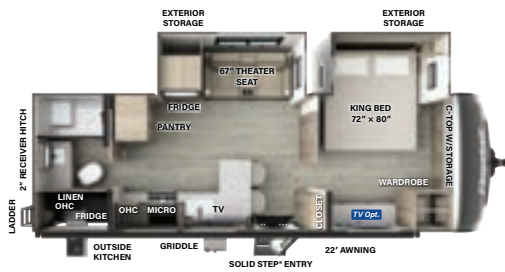 EXTERIOR
STORAGE
EXTERIOR
STORAGE
67" THEATER
SEAT
KING BED
72" x 80"
FRIDGE
PANTRY
C-TOP W/STORAGE
2" RECEIVER HITCH
WARDROBE
LINEN
OHC
FRIDGE
OHC
MICRO
TV
CLOSET
TV Opt.
LADDER
OUTSIDE
KITCHEN
GRIDDLE
SOLID STEP® ENTRY
22' AWNING